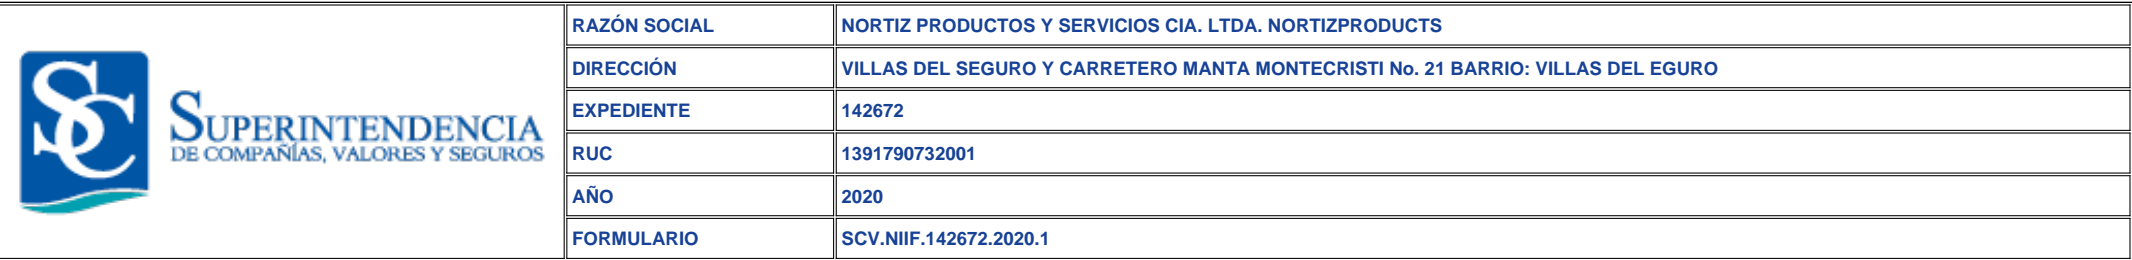 SC
SUPERINTENDENCIA
DE COMPAÑÍAS, VALORES Y SEGUROS
RAZÓN SOCIAL NORTIZ PRODUCTOS Y SERVICIOS CIA. LTDA. NORTIZPRODUCTS
DIRECCIÓN VILLAS DEL SEGURO Y CARRETERO MANTA MONTECRISTI No. 21 BARRIO: VILLAS DEL EGURO
EXPEDIENTE 142672
RUC 1391790732001
AÑO 2020
FORMULARIO SCV.NIIF.142672.2020.1